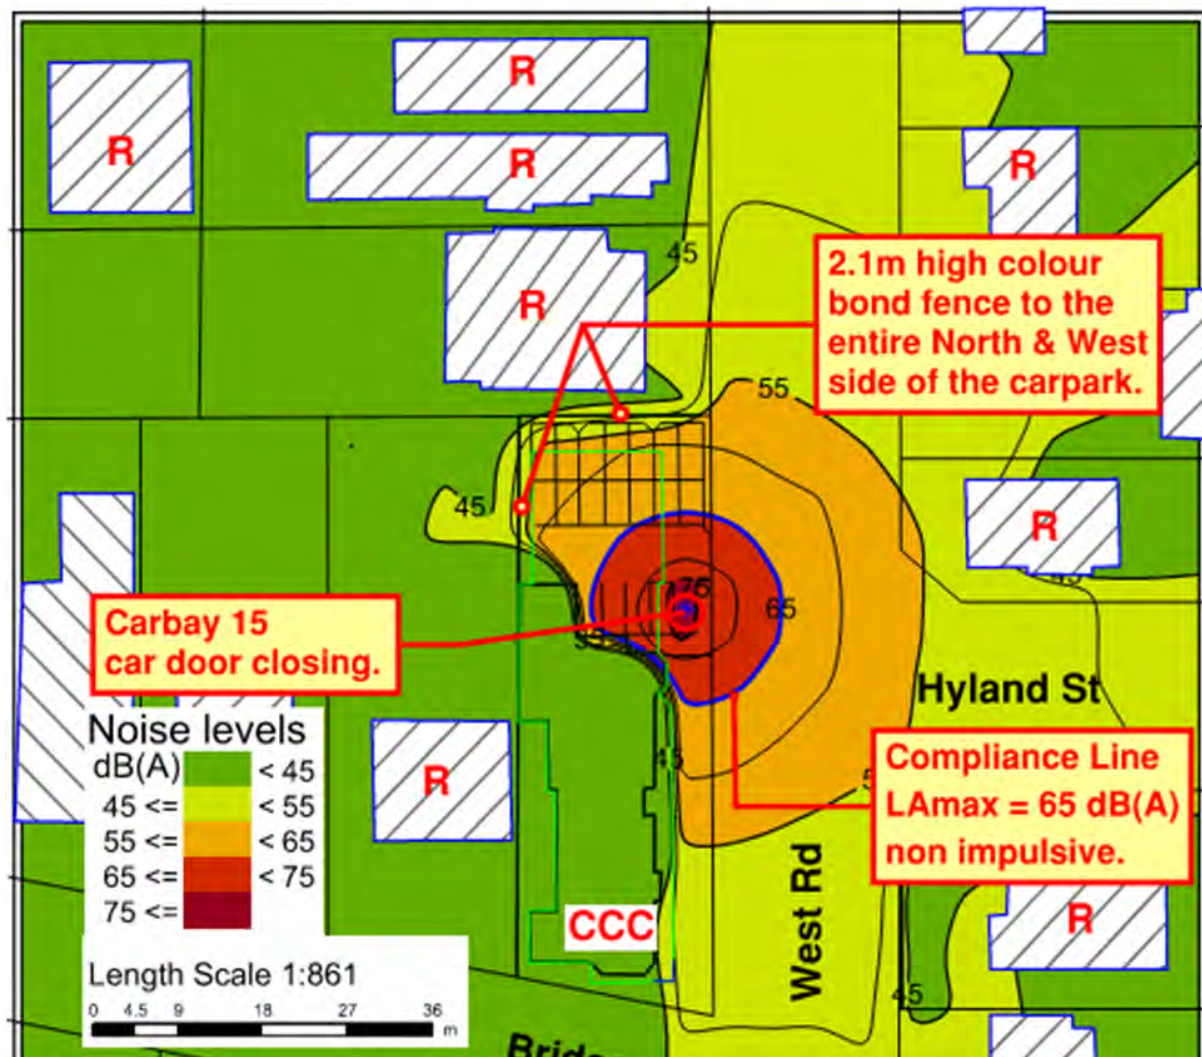 R
R
R
R
R
45
2.1m high colour
bond fence to the
entire North & West
side of the carpark.
55
45
R
75
65
45
Carbay 15
car door closing.
Hyland St
Noise levels
dB(A)
< 45
45 <=
< 55
55 <=
< 65
65 <=
< 75
75 <=
R
45
Compliance Line
LAmax = 65 dB(A)
non impulsive.
West Rd
CCC
R
45
Length Scale 1:861
0 4.5 9 18 27 36
m